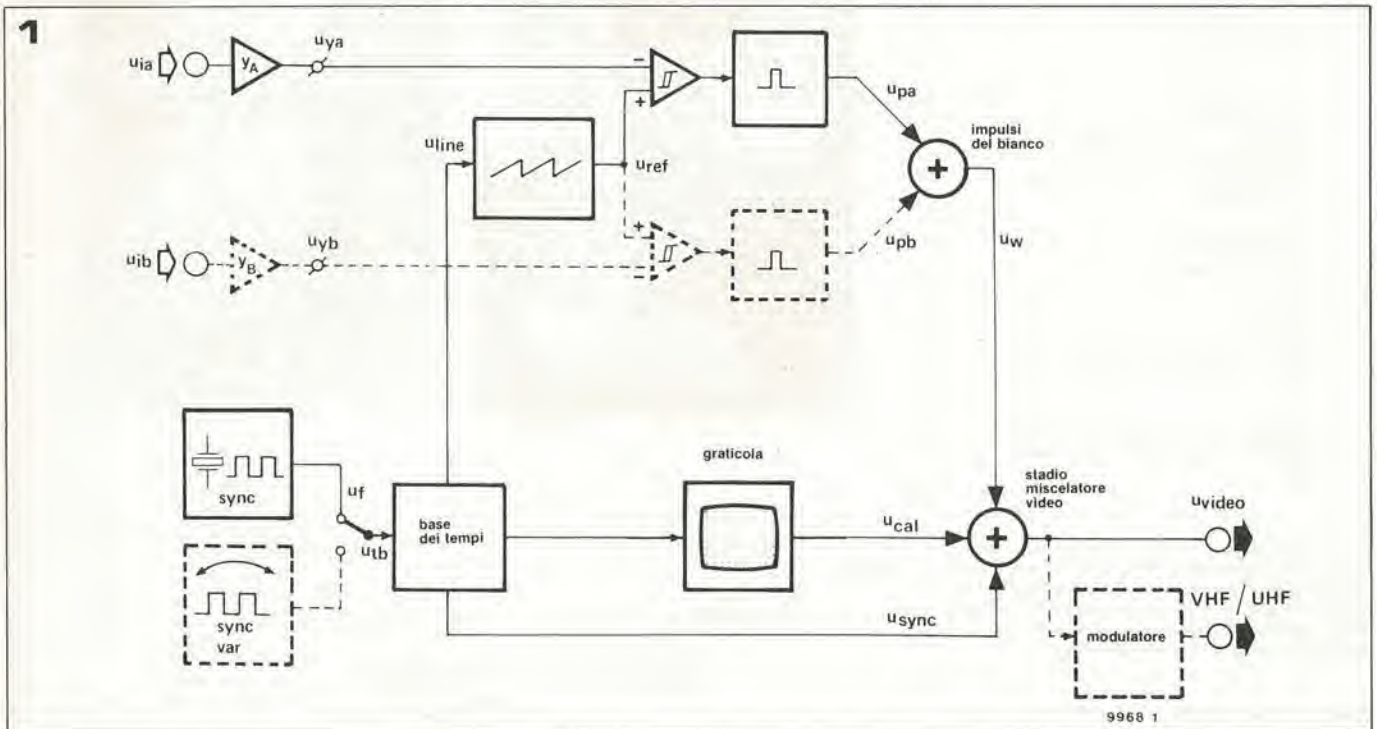 1
uia
yA
uya
−
+
upa
impulsi
del bianco
+
uline
uref
uib
yB
uyb
+
−
upb
uw
sync
uf
utb
base
dei tempi
graticola
ucal
stadio
miscelatore
video
+
uvideo
sync
var
usync
modulatore
VHF / UHF
9968 1